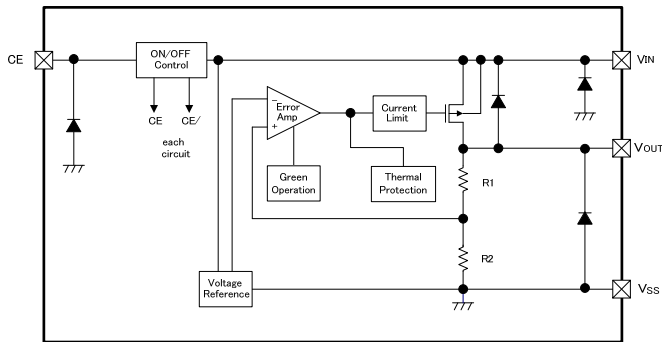 CE
ON/OFF
Control
VIN
CE
CE/
each
circuit
−
+
Error
Amp
Current
Limit
Green
Operation
Thermal
Protection
VOUT
R1
R2
Voltage
Reference
VSS